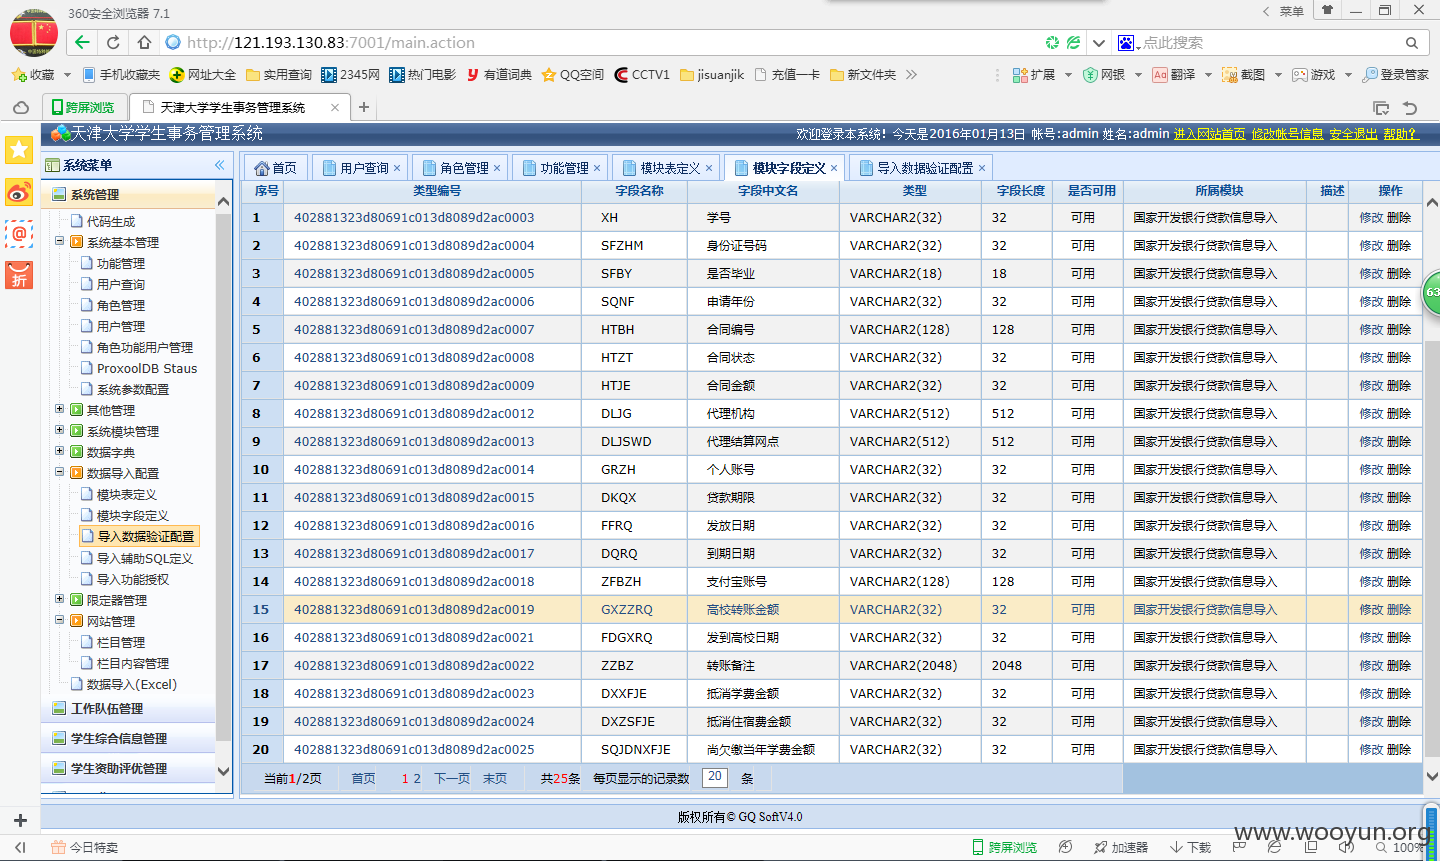 360安全浏览器 7.1
菜单
http://121.193.130.83:7001/main.action
点此搜索
收藏 手机收藏夹 网址大全 实用查询 2345网 热门电影 有道词典 QQ空间 CCTV1 jisuanjik 充值一卡 新文件夹 扩展 网银 翻译 截图 游戏 登录管家
跨屏浏览 天津大学学生事务管理系统
天津大学学生事务管理系统
欢迎登录本系统! 今天是2016年01月13日 帐号:admin 姓名:admin 进入网站首页 修改帐号信息 安全退出 帮助?
系统菜单
系统管理
代码生成
系统基本管理
功能管理
用户查询
角色管理
用户管理
角色功能用户管理
ProxoolDB Staus
系统参数配置
其他管理
系统模块管理
数据字典
数据导入配置
模块表定义
模块字段定义
导入数据验证配置
导入辅助SQL定义
导入功能授权
限定器管理
网站管理
栏目管理
栏目内容管理
数据导入(Excel)
工作队伍管理
学生综合信息管理
学生资助评优管理
首页 用户查询 角色管理 功能管理 模块表定义 模块字段定义 导入数据验证配置
序号 类型编号 字段名称 字段中文名 类型 字段长度 是否可用 所属模块 描述 操作
1 402881323d80691c013d8089d2ac0003 XH 学号 VARCHAR2(32) 32 可用 国家开发银行贷款信息导入 修改 删除
2 402881323d80691c013d8089d2ac0004 SFZHM 身份证号码 VARCHAR2(32) 32 可用 国家开发银行贷款信息导入 修改 删除
3 402881323d80691c013d8089d2ac0005 SFBY 是否毕业 VARCHAR2(18) 18 可用 国家开发银行贷款信息导入 修改 删除
4 402881323d80691c013d8089d2ac0006 SQNF 申请年份 VARCHAR2(32) 32 可用 国家开发银行贷款信息导入 修改 删除
5 402881323d80691c013d8089d2ac0007 HTBH 合同编号 VARCHAR2(128) 128 可用 国家开发银行贷款信息导入 修改 删除
6 402881323d80691c013d8089d2ac0008 HTZT 合同状态 VARCHAR2(32) 32 可用 国家开发银行贷款信息导入 修改 删除
7 402881323d80691c013d8089d2ac0009 HTJE 合同金额 VARCHAR2(32) 32 可用 国家开发银行贷款信息导入 修改 删除
8 402881323d80691c013d8089d2ac0012 DLJG 代理机构 VARCHAR2(512) 512 可用 国家开发银行贷款信息导入 修改 删除
9 402881323d80691c013d8089d2ac0013 DLJSWD 代理结算网点 VARCHAR2(512) 512 可用 国家开发银行贷款信息导入 修改 删除
10 402881323d80691c013d8089d2ac0014 GRZH 个人账号 VARCHAR2(32) 32 可用 国家开发银行贷款信息导入 修改 删除
11 402881323d80691c013d8089d2ac0015 DKQX 贷款期限 VARCHAR2(32) 32 可用 国家开发银行贷款信息导入 修改 删除
12 402881323d80691c013d8089d2ac0016 FFRQ 发放日期 VARCHAR2(32) 32 可用 国家开发银行贷款信息导入 修改 删除
13 402881323d80691c013d8089d2ac0017 DQRQ 到期日期 VARCHAR2(32) 32 可用 国家开发银行贷款信息导入 修改 删除
14 402881323d80691c013d8089d2ac0018 ZFBZH 支付宝账号 VARCHAR2(128) 128 可用 国家开发银行贷款信息导入 修改 删除
15 402881323d80691c013d8089d2ac0019 GXZZRQ 高校转账金额 VARCHAR2(32) 32 可用 国家开发银行贷款信息导入 修改 删除
16 402881323d80691c013d8089d2ac0021 FDGXRQ 发到高校日期 VARCHAR2(32) 32 可用 国家开发银行贷款信息导入 修改 删除
17 402881323d80691c013d8089d2ac0022 ZZBZ 转账备注 VARCHAR2(2048) 2048 可用 国家开发银行贷款信息导入 修改 删除
18 402881323d80691c013d8089d2ac0023 DXXFJE 抵消学费金额 VARCHAR2(32) 32 可用 国家开发银行贷款信息导入 修改 删除
19 402881323d80691c013d8089d2ac0024 DXZSFJE 抵消住宿费金额 VARCHAR2(32) 32 可用 国家开发银行贷款信息导入 修改 删除
20 402881323d80691c013d8089d2ac0025 SQJDNXFJE 尚欠缴当年学费金额 VARCHAR2(32) 32 可用 国家开发银行贷款信息导入 修改 删除
当前1/2页 首页 1 2 下一页 末页 共25条 每页显示的记录数 20 条
63
折
版权所有© GQ SoftV4.0
www.wooyun.org
今日特卖 跨屏浏览 加速器 下载 100%